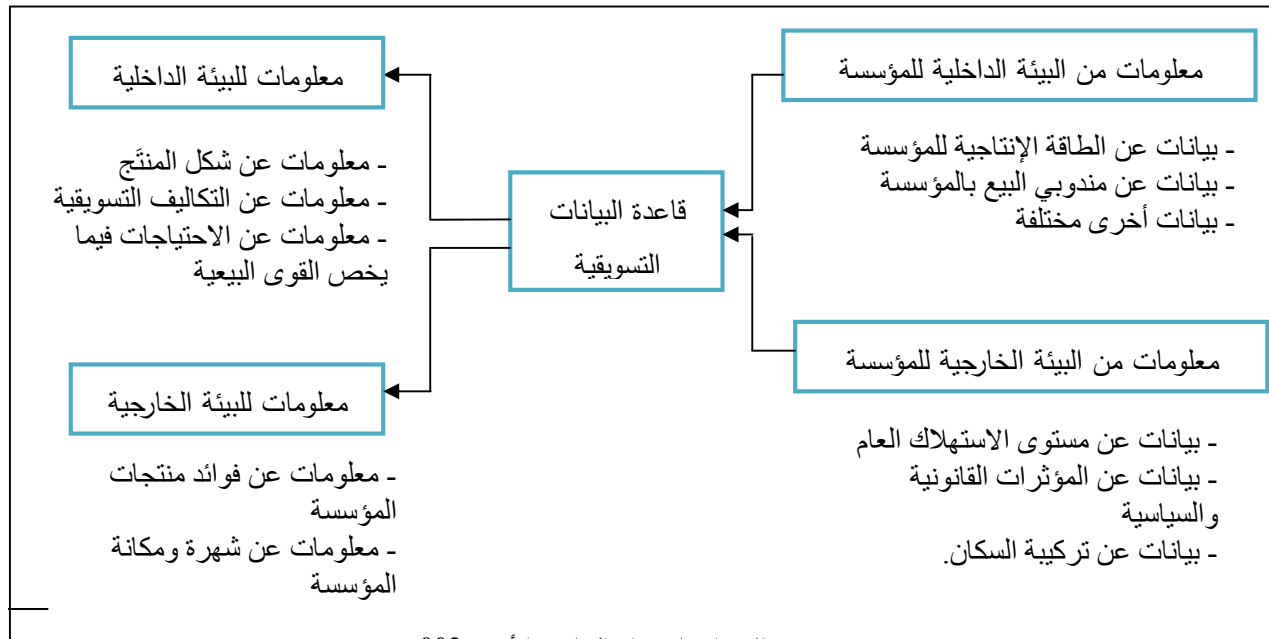 معلومات من البيئة الداخلية للمؤسسة
- بيانات عن الطاقة الإنتاجية للمؤسسة
- بيانات عن مندوبي البيع بالمؤسسة
- بيانات أخرى مختلفة
معلومات من البيئة الخارجية للمؤسسة
- بيانات عن مستوى الاستهلاك العام
- بيانات عن المؤثرات القانونية
والسياسية
- بيانات عن تركيبة السكان.
قاعدة البيانات
التسويقية
معلومات للبيئة الداخلية
- معلومات عن شكل المنتَج
- معلومات عن التكاليف التسويقية
- معلومات عن الاحتياجات فيما
يخص القوى البيعية
معلومات للبيئة الخارجية
- معلومات عن فوائد منتجات
المؤسسة
- معلومات عن شهرة ومكانة
المؤسسة